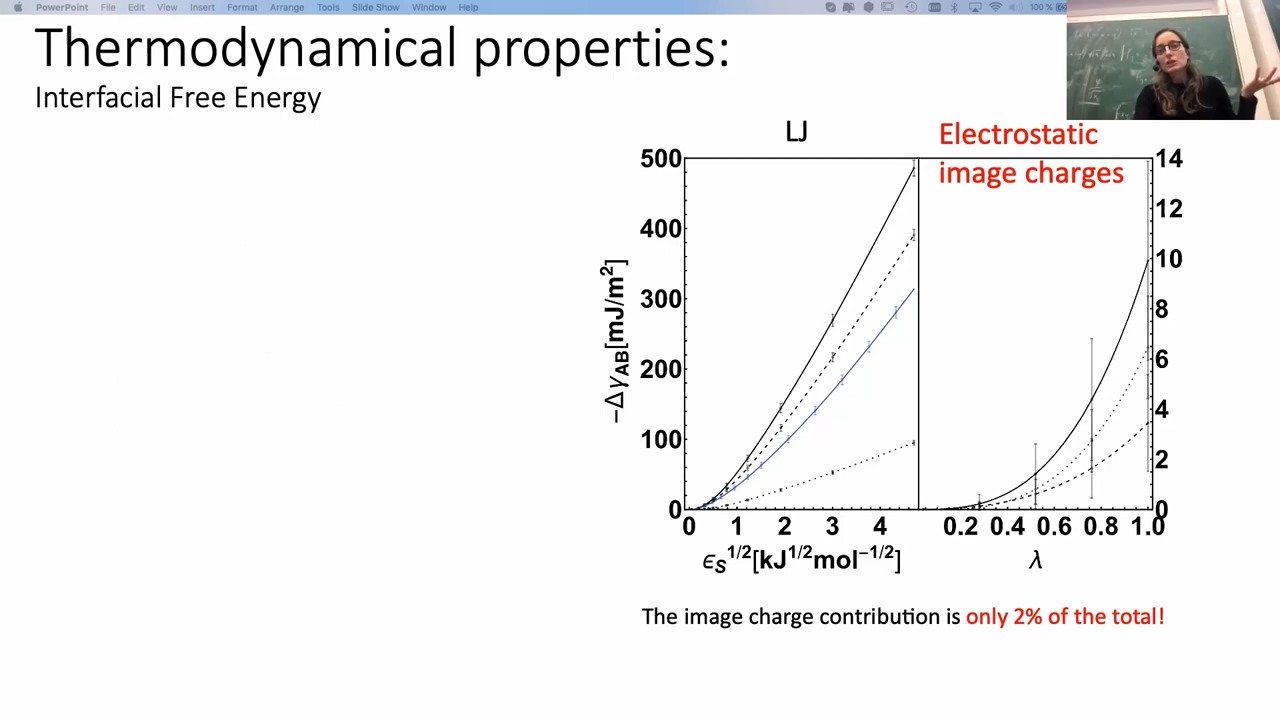 PowerPoint File Edit View Insert Format Arrange Tools Slide Show Window Help 100 %
Thermodynamical properties:
Interfacial Free Energy
LJ
Electrostatic
image charges
500
400
300
200
100
0
−Δγ_AB[mJ/m²]
0 1 2 3 4
ϵ_S^1/2[kJ^1/2mol^−1/2]
14
12
10
8
6
4
2
0
0.2 0.4 0.6 0.8 1.0
λ
The image charge contribution is only 2% of the total!